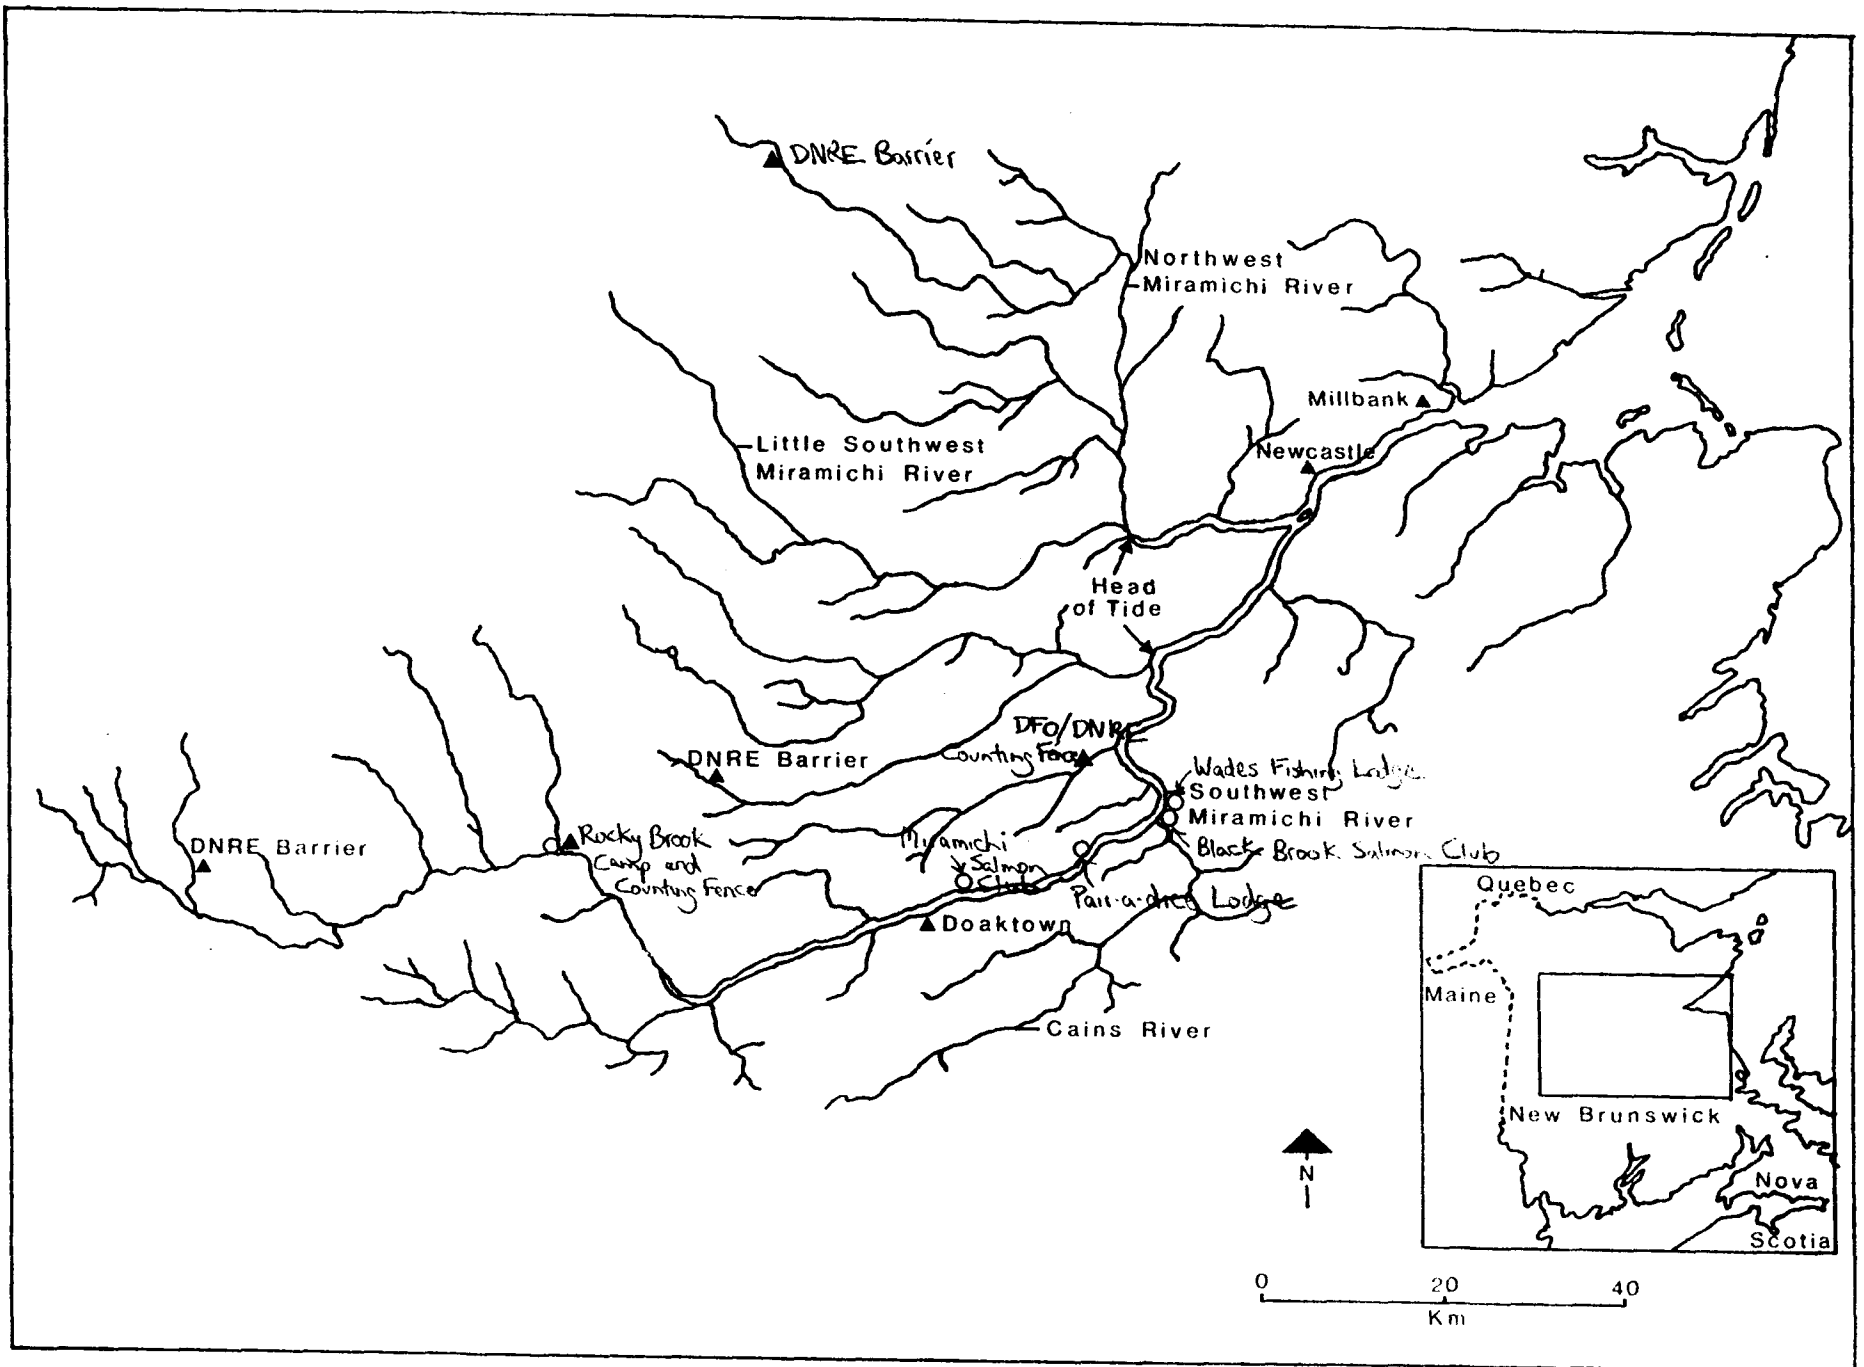 DNRE Barrier
Northwest
Miramichi River
Millbank
Little Southwest
Miramichi River
Newcastle
Head
of Tide
DFO/DNRE
Counting Fence
DNRE Barrier
Wades Fishing Lodge
Southwest
Miramichi River
Black Brook Salmon Club
DNRE Barrier
Rocky Brook
Camp and
Counting Fence
Miramichi
Salmon
Club
Pair-a-dice Lodge
Doaktown
Cains River
Quebec
Maine
New Brunswick
Nova
Scotia
N
0 20 40
Km